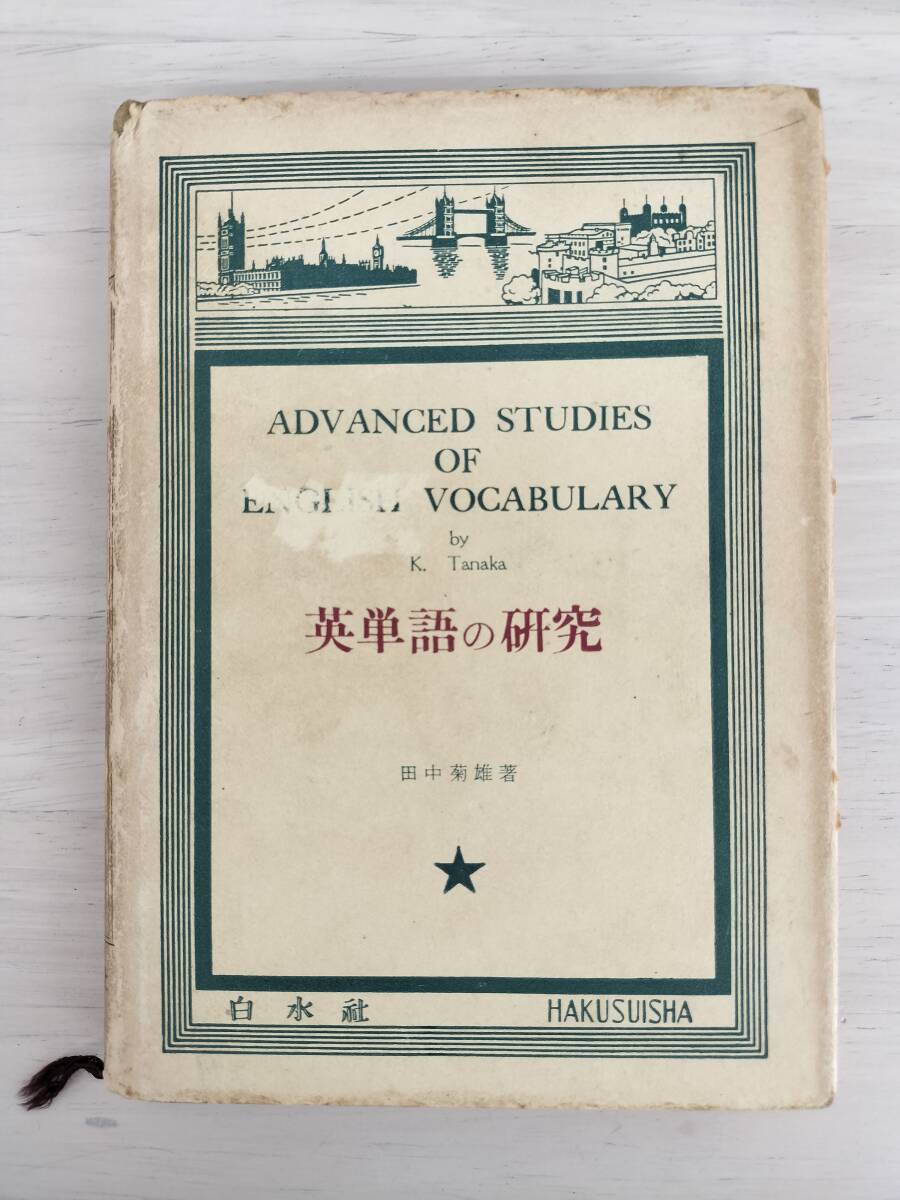 ADVANCED STUDIES
OF
ENGLISH VOCABULARY
by
K. Tanaka
英単語の研究
田中菊雄著
白水社 HAKUSUISHA